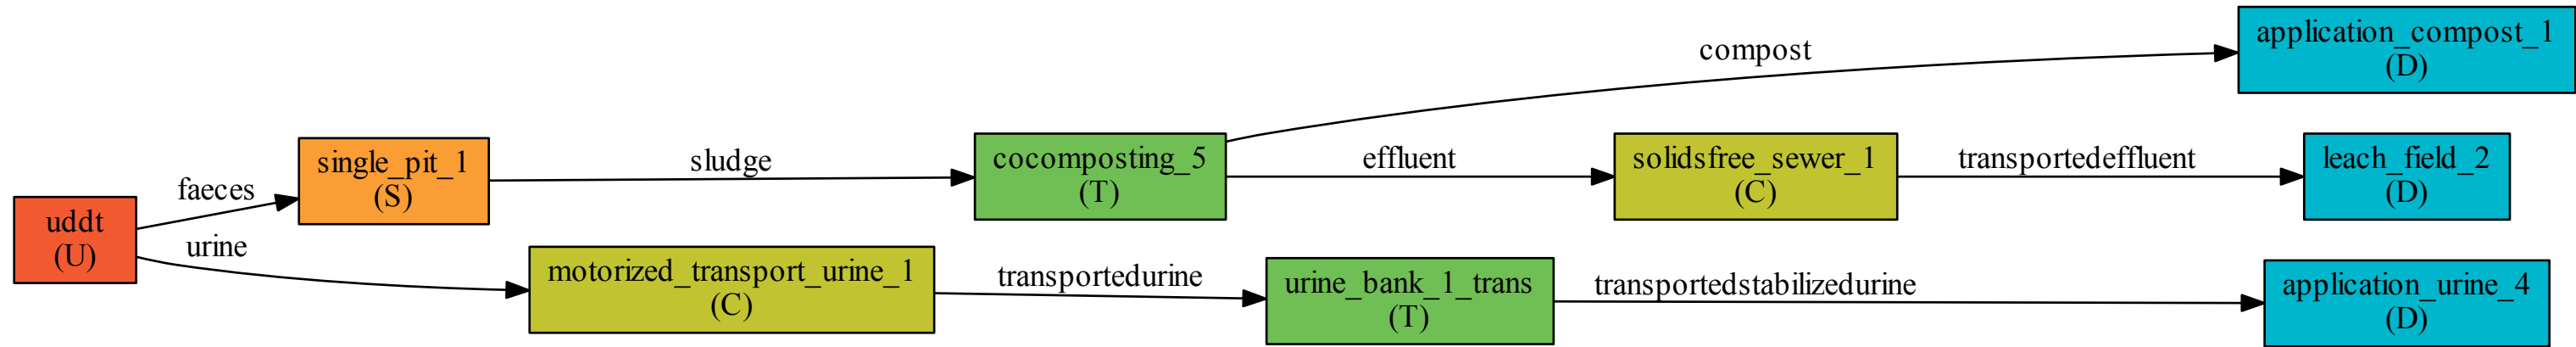 application_compost_1
(D)
compost
single_pit_1
(S)
sludge
cocomposting_5
(T)
effluent
solidsfree_sewer_1
(C)
transportedeffluent
leach_field_2
(D)
faeces
uddt
(U)
urine
motorized_transport_urine_1
(C)
transportedurine
urine_bank_1_trans
(T)
transportedstabilizedurine
application_urine_4
(D)